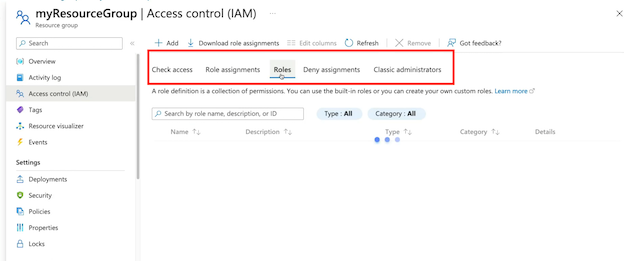 myResourceGroup | Access control (IAM) ...
Resource group
Search
Overview
Activity log
Access control (IAM)
Tags
Resource visualizer
Events
Settings
Deployments
Security
Policies
Properties
Locks
Add Download role assignments Edit columns Refresh Remove Got feedback?
Check access Role assignments Roles Deny assignments Classic administrators
A role definition is a collection of permissions. You can use the built-in roles or you can create your own custom roles. Learn more
Search by role name, description, or ID Type : All Category : All
Name Description Type Category Details